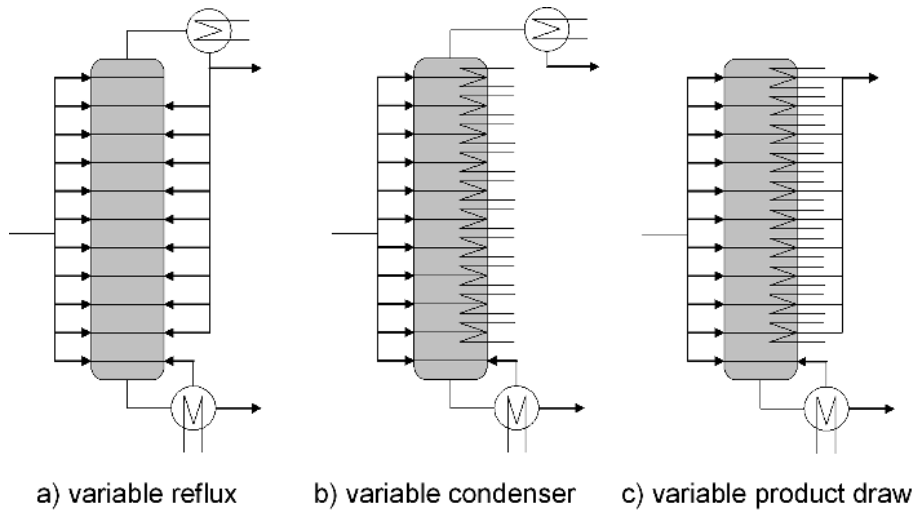 a) variable reflux
b) variable condenser
c) variable product draw